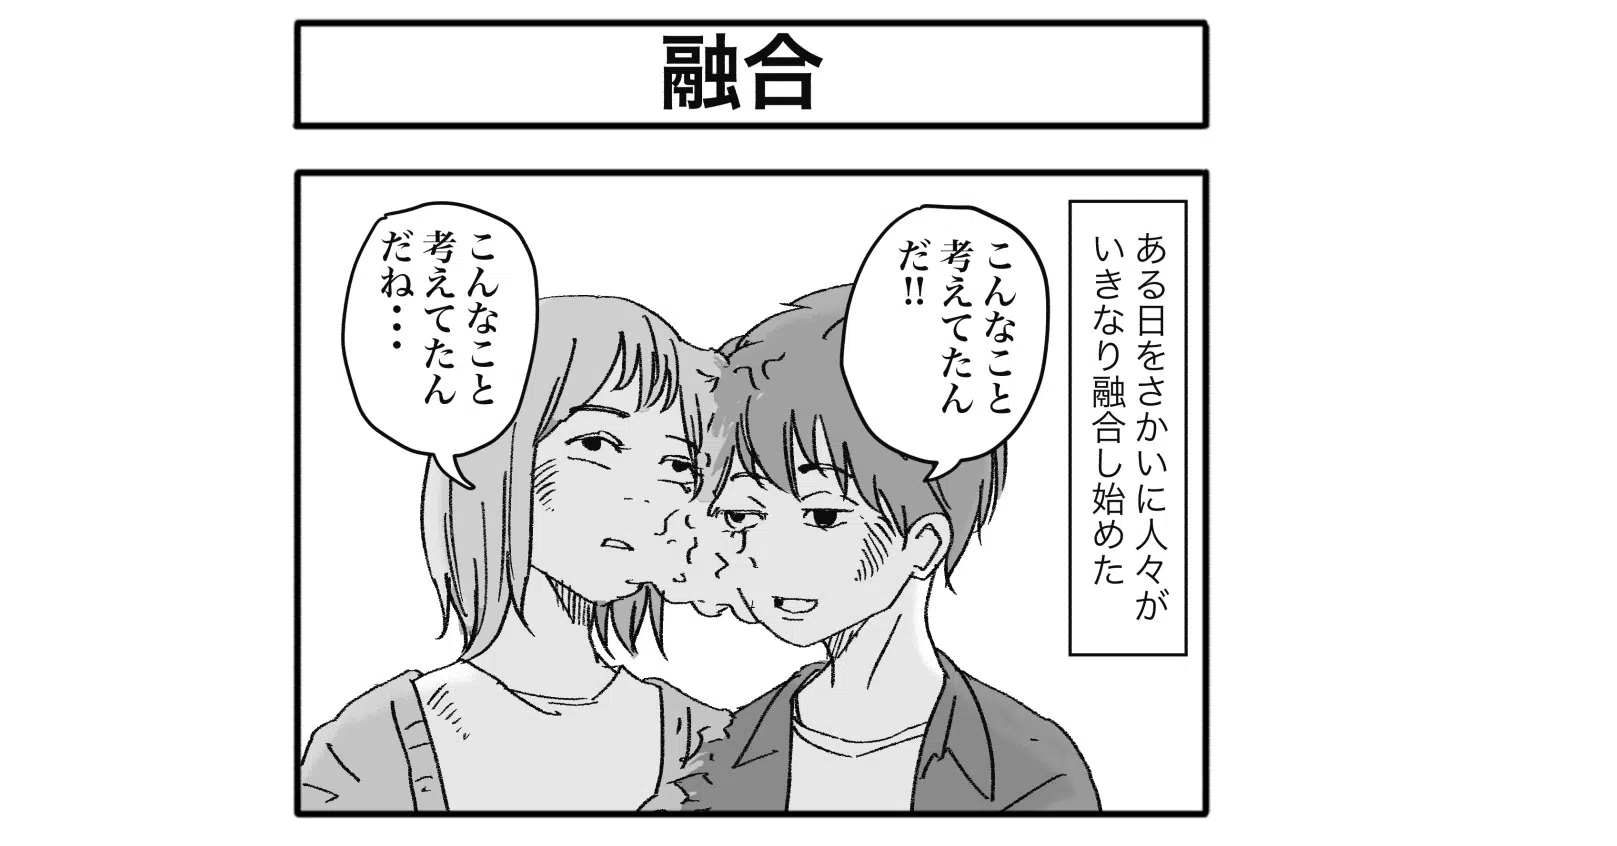 融合
ある日をさかいに人々が
いきなり融合し始めた
こんなこと
考えてたん
だ!!
こんなこと
考えてたん
だね・・・